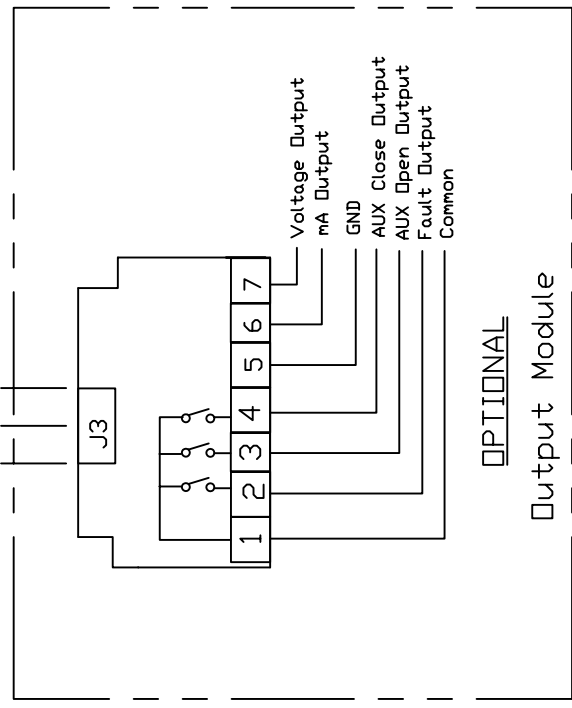 J3
7
6
5
4
3
2
1
Voltage Output
mA Output
GND
AUX Close Output
AUX Open Output
Fault Output
Common
OPTIONAL
Output Module